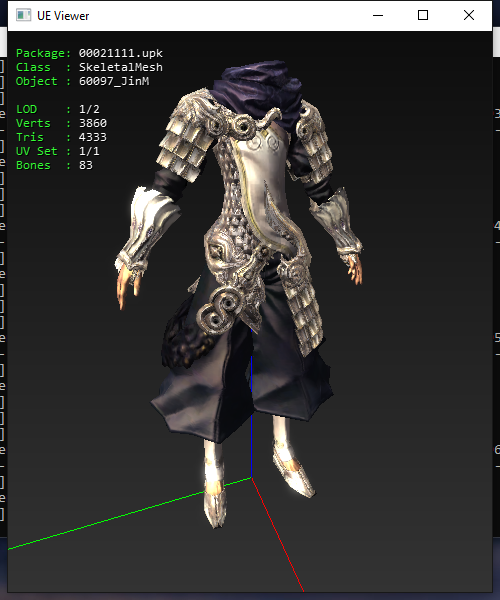 UE Viewer
Package: 00021111.upk
Class : SkeletalMesh
Object : 60097_JinM
LOD : 1/2
Verts : 3860
Tris : 4333
UV Set : 1/1
Bones : 83